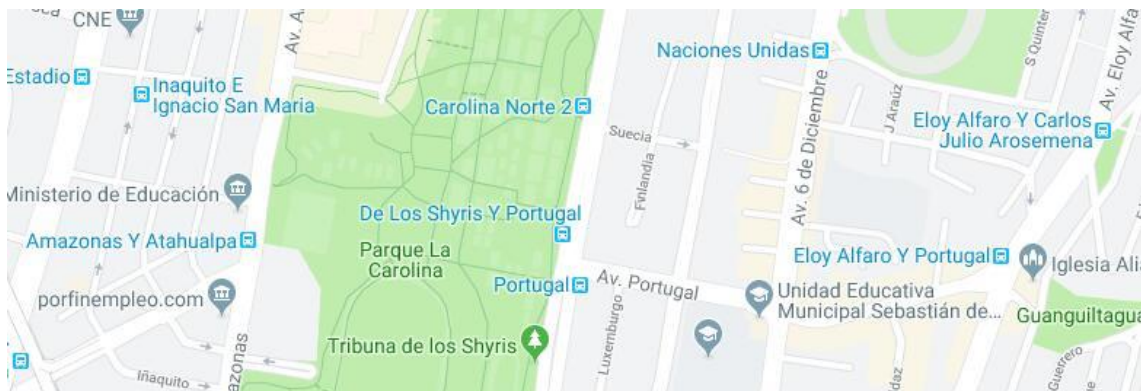 CNE
Av. A
Estadio
Inaquito E
Ignacio San Maria
Carolina Norte 2
Naciones Unidas
S Quinter
Av. Eloy Alfa
J Araúz
Eloy Alfaro Y Carlos
Julio Arosemena
Suecia
Finlandia
Av. 6 de Diciembre
Ministerio de Educación
De Los Shyris Y Portugal
Amazonas Y Atahualpa
Parque La
Carolina
Eloy Alfaro Y Portugal
Iglesia Ali
porfinempleo.com
Portugal
Av. Portugal
Unidad Educativa
Municipal Sebastián de...
Guanguiltagua
Tribuna de los Shyris
Luxemburgo
Iñaquito
azonas
daz
Guerrero